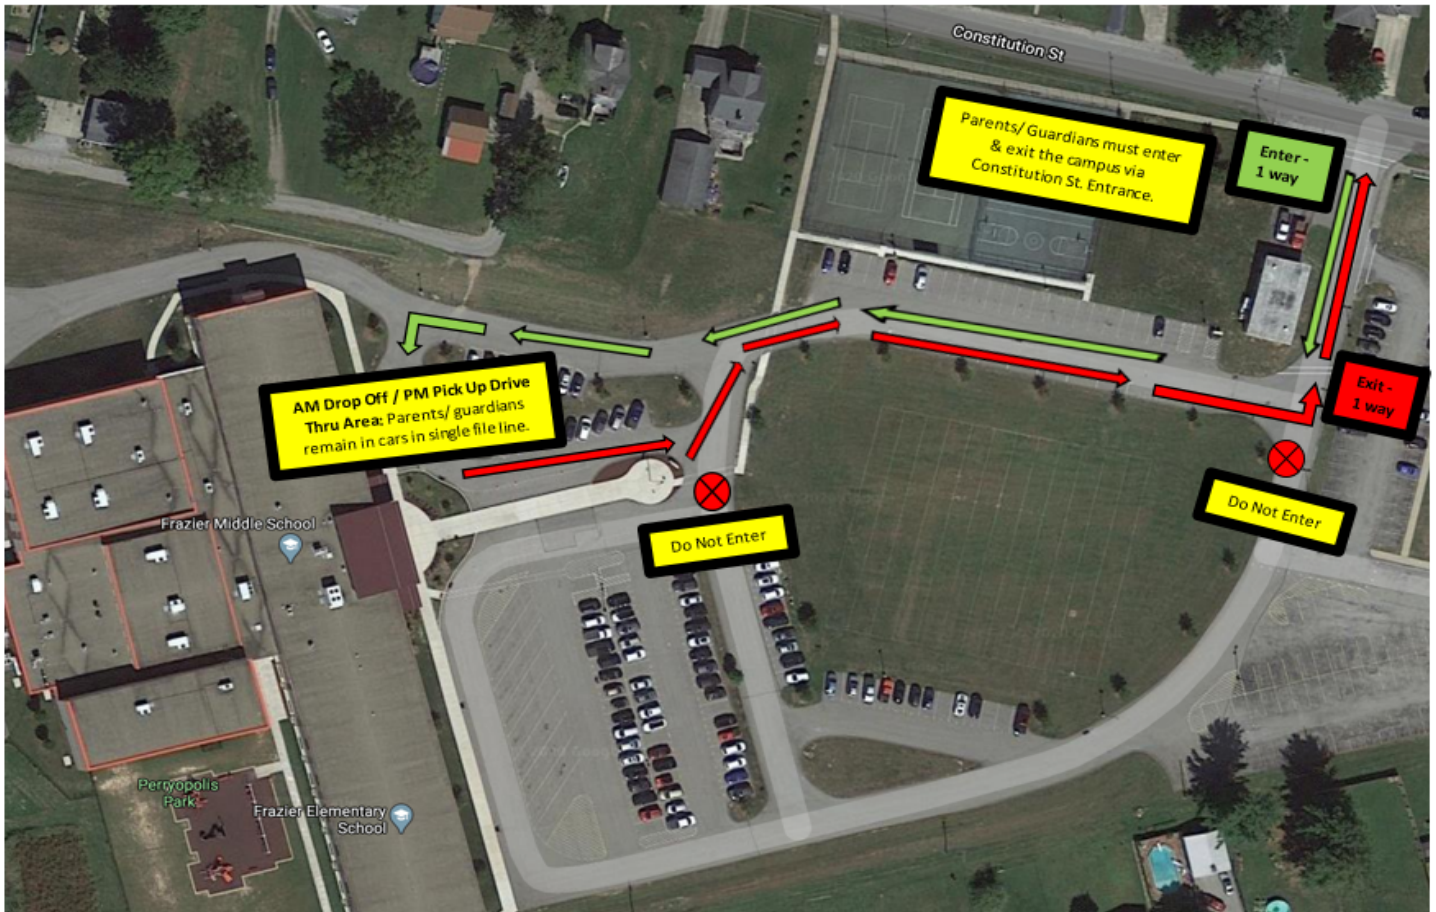 Constitution St
Parents/ Guardians must enter
& exit the campus via
Constitution St. Entrance.
Enter -
1 way
AM Drop Off / PM Pick Up Drive
Thru Area: Parents/ guardians
remain in cars in single file line.
Exit -
1 way
Do Not Enter
Do Not Enter
Frazier Middle School
Perryopolis
Park
Frazier Elementary
School